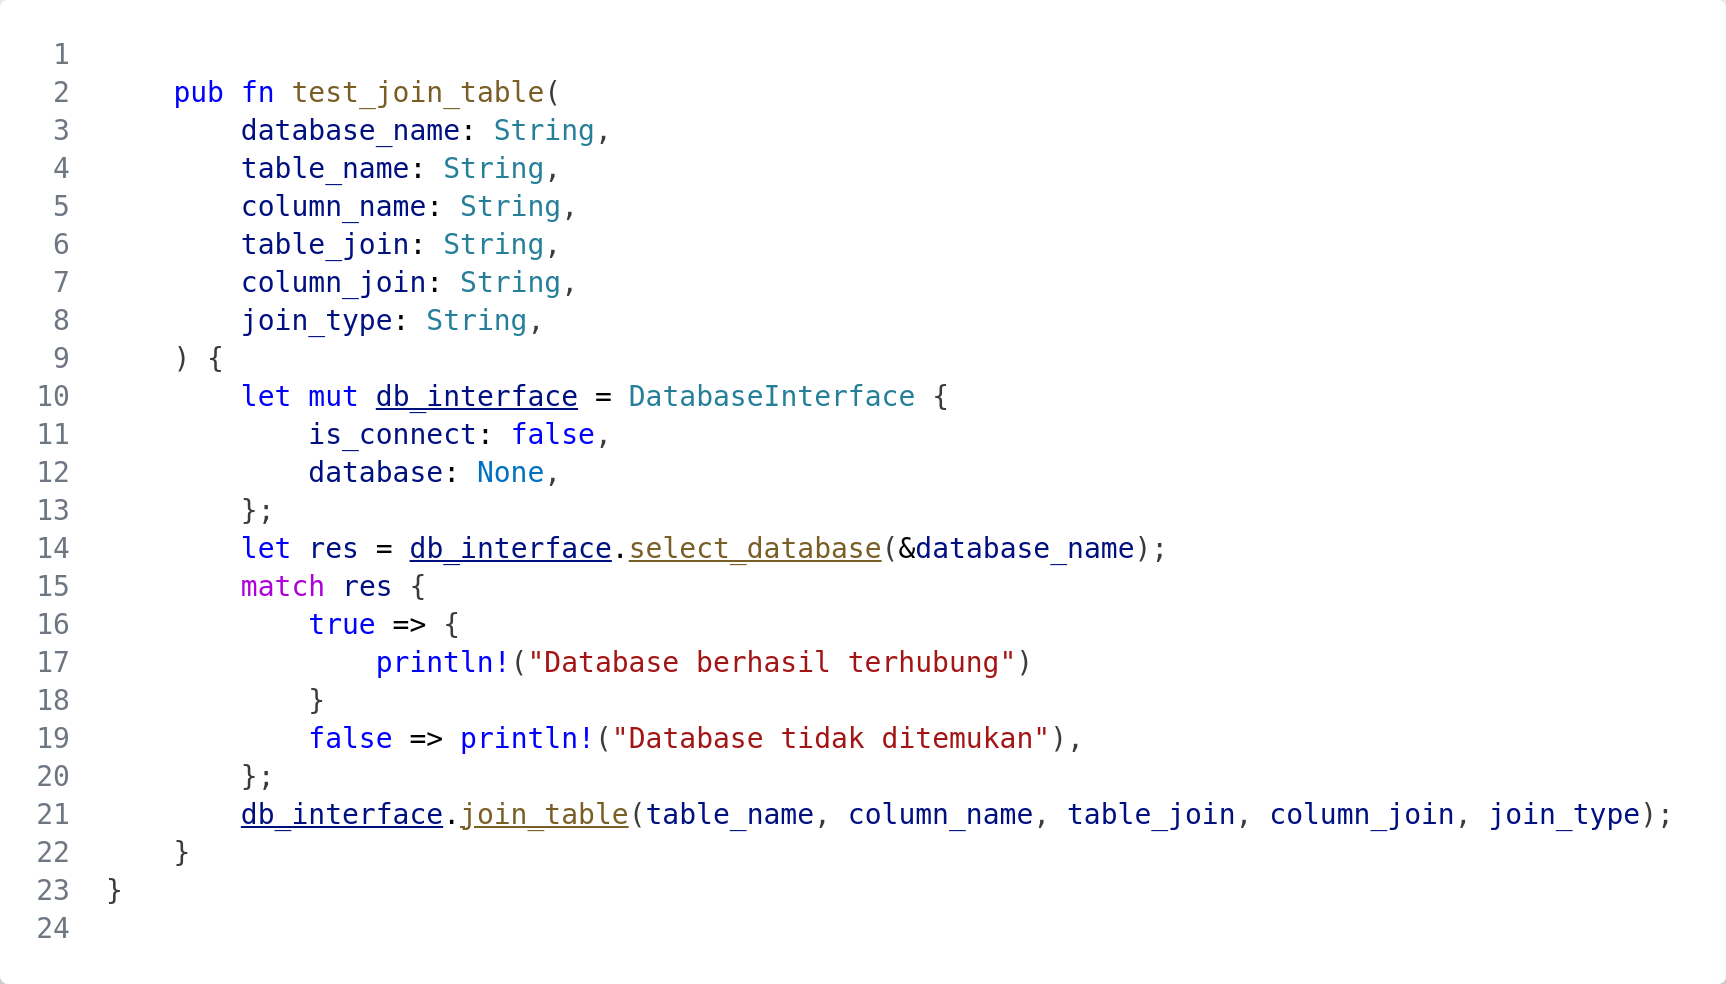 1
2     pub fn test_join_table(
3         database_name: String,
4         table_name: String,
5         column_name: String,
6         table_join: String,
7         column_join: String,
8         join_type: String,
9     ) {
10         let mut db_interface = DatabaseInterface {
11             is_connect: false,
12             database: None,
13         };
14         let res = db_interface.select_database(&database_name);
15         match res {
16             true => {
17                 println!("Database berhasil terhubung")
18             }
19             false => println!("Database tidak ditemukan"),
20         };
21         db_interface.join_table(table_name, column_name, table_join, column_join, join_type);
22     }
23 }
24